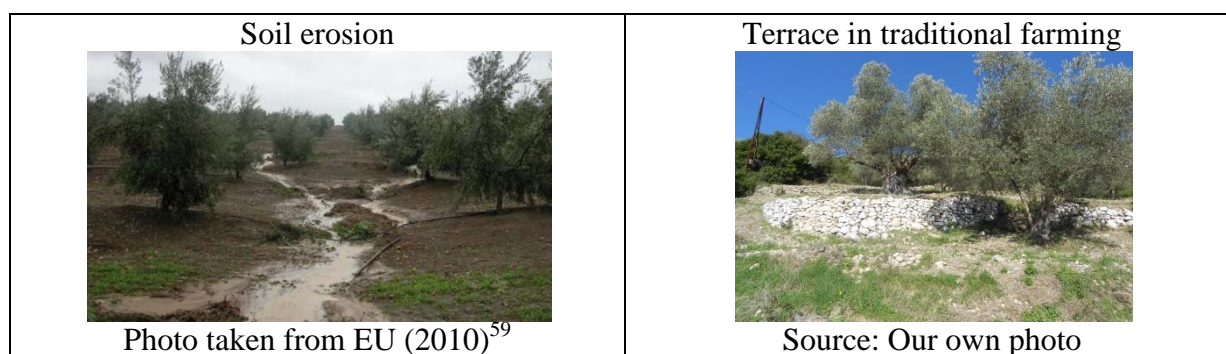 Soil erosion
Photo taken from EU (2010)59
Terrace in traditional farming
Source: Our own photo